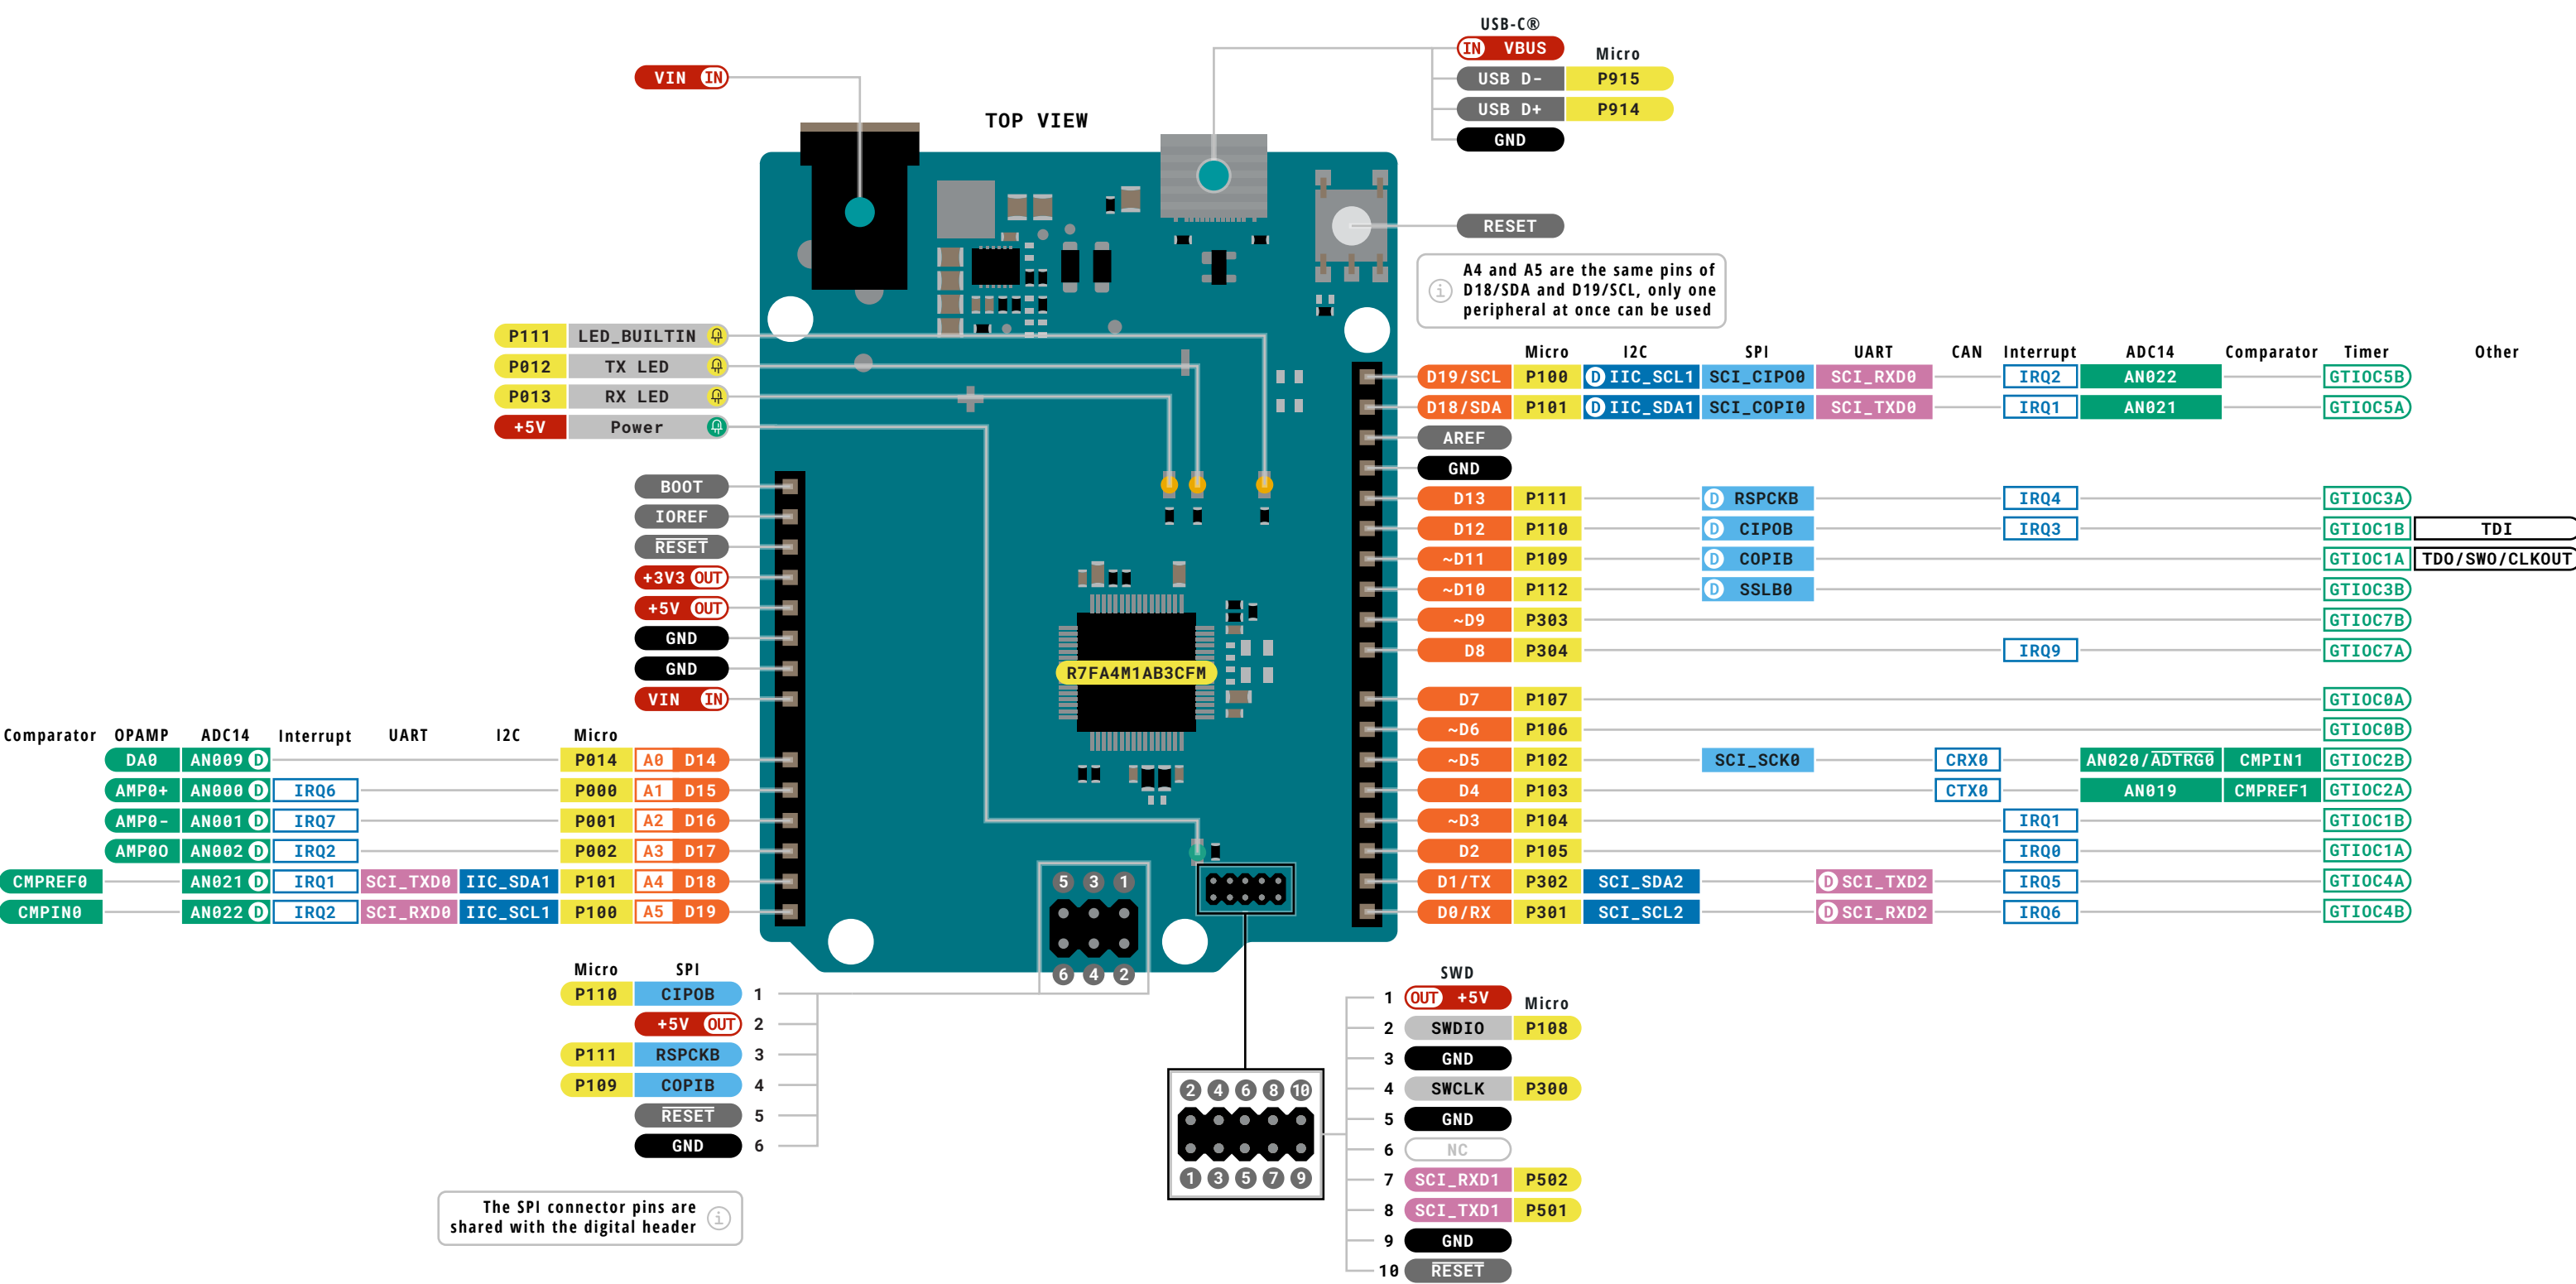 USB-C®
IN VBUS
Micro
USB D- P915
USB D+ P914
GND
VIN IN
TOP VIEW
RESET
A4 and A5 are the same pins of
D18/SDA and D19/SCL, only one
peripheral at once can be used
P111 LED_BUILTIN
P012 TX LED
P013 RX LED
+5V Power
BOOT
IOREF
RESET
+3V3 OUT
+5V OUT
GND
GND
VIN IN
Comparator OPAMP ADC14 Interrupt UART I2C Micro
DA0 AN009 D P014 A0 D14
AMP0+ AN000 D IRQ6 P000 A1 D15
AMP0- AN001 D IRQ7 P001 A2 D16
AMP0O AN002 D IRQ2 P002 A3 D17
CMPREF0 AN021 D IRQ1 SCI_TXD0 IIC_SDA1 P101 A4 D18
CMPIN0 AN022 D IRQ2 SCI_RXD0 IIC_SCL1 P100 A5 D19
R7FA4M1AB3CFM
Micro I2C SPI UART CAN Interrupt ADC14 Comparator Timer Other
D19/SCL P100 D IIC_SCL1 SCI_CIPO0 SCI_RXD0 IRQ2 AN022 GTIOC5B
D18/SDA P101 D IIC_SDA1 SCI_COPI0 SCI_TXD0 IRQ1 AN021 GTIOC5A
AREF
GND
D13 P111 D RSPCKB IRQ4 GTIOC3A
D12 P110 D CIPOB IRQ3 GTIOC1B TDI
~D11 P109 D COPIB GTIOC1A TDO/SWO/CLKOUT
~D10 P112 D SSLB0 GTIOC3B
~D9 P303 GTIOC7B
D8 P304 IRQ9 GTIOC7A
D7 P107 GTIOC0A
~D6 P106 GTIOC0B
~D5 P102 SCI_SCK0 CRX0 AN020/ADTRG0 CMPIN1 GTIOC2B
D4 P103 CTX0 AN019 CMPREF1 GTIOC2A
~D3 P104 IRQ1 GTIOC1B
D2 P105 IRQ0 GTIOC1A
D1/TX P302 SCI_SDA2 D SCI_TXD2 IRQ5 GTIOC4A
D0/RX P301 SCI_SCL2 D SCI_RXD2 IRQ6 GTIOC4B
5 3 1
6 4 2
Micro SPI
P110 CIPOB 1
+5V OUT 2
P111 RSPCKB 3
P109 COPIB 4
RESET 5
GND 6
The SPI connector pins are
shared with the digital header
2 4 6 8 10
1 3 5 7 9
SWD
1 OUT +5V Micro
2 SWDIO P108
3 GND
4 SWCLK P300
5 GND
6 NC
7 SCI_RXD1 P502
8 SCI_TXD1 P501
9 GND
10 RESET